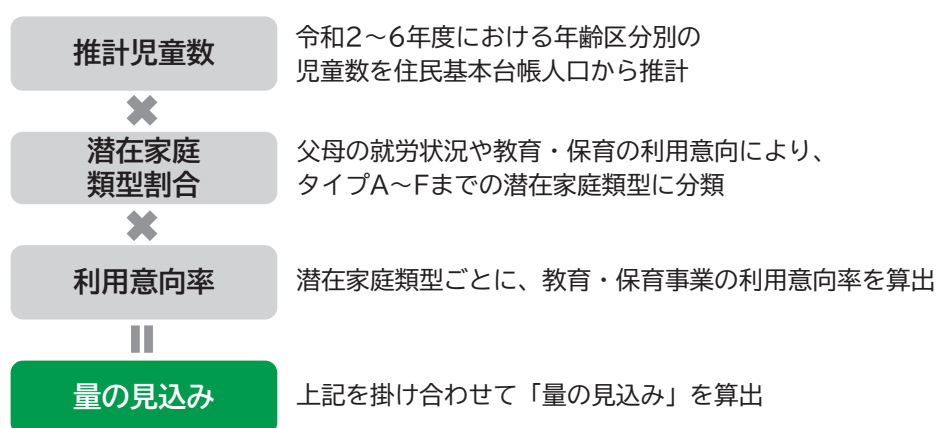 推計児童数
令和2～6年度における年齢区分別の
児童数を住民基本台帳人口から推計
×
潜在家庭
類型割合
父母の就労状況や教育・保育の利用意向により、
タイプA～Fまでの潜在家庭類型に分類
×
利用意向率
潜在家庭類型ごとに、教育・保育事業の利用意向率を算出
＝
量の見込み
上記を掛け合わせて「量の見込み」を算出